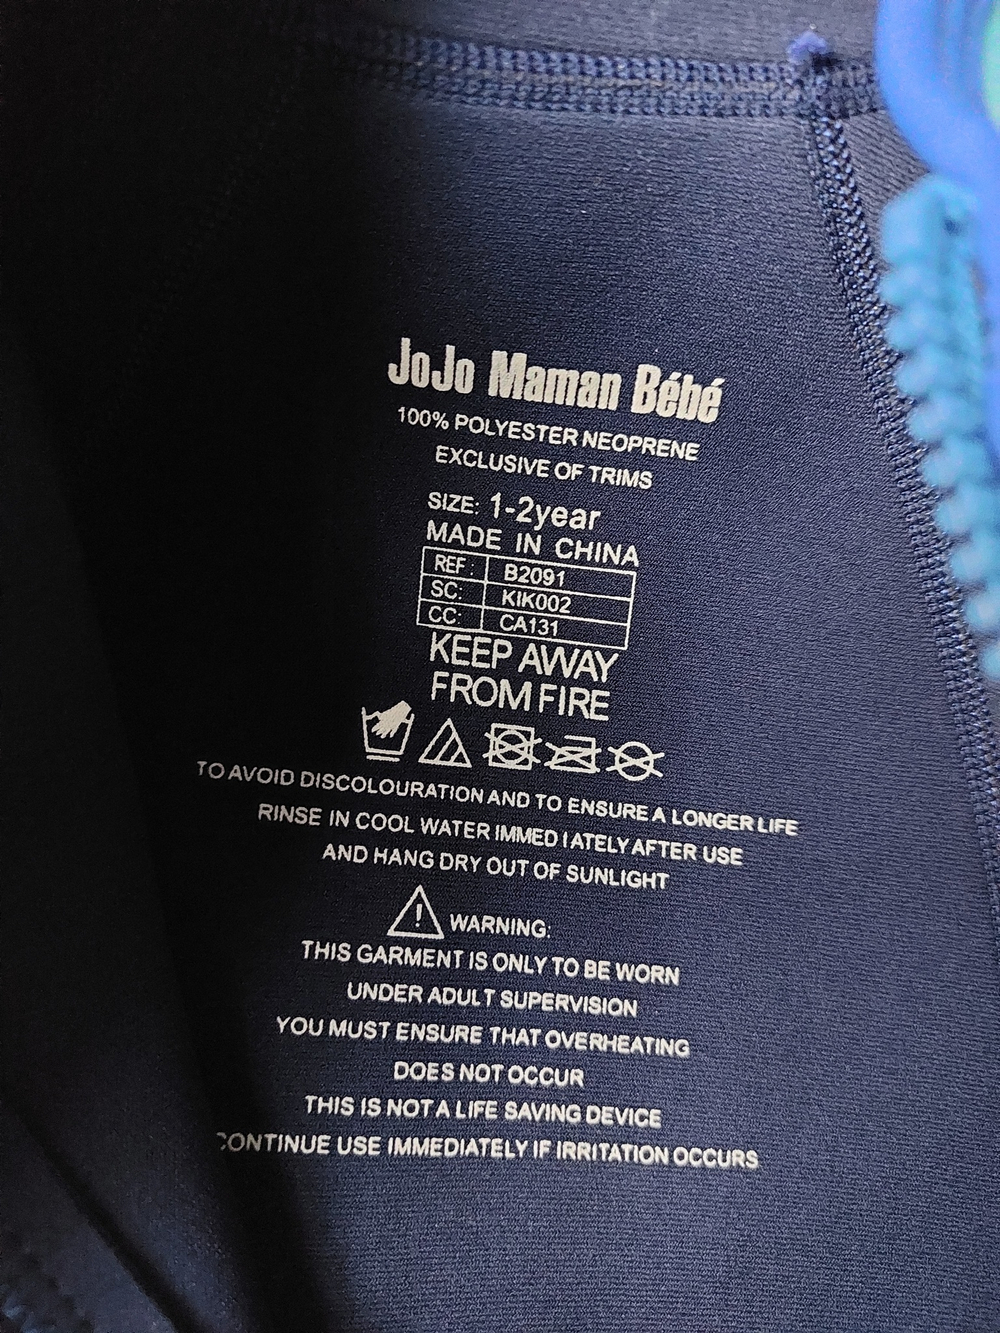 JoJo Maman Bébé
100% POLYESTER NEOPRENE
EXCLUSIVE OF TRIMS
SIZE: 1-2year
MADE IN CHINA
REF: B2091
SC: KIK002
CC: CA131
KEEP AWAY
FROM FIRE
TO AVOID DISCOLOURATION AND TO ENSURE A LONGER LIFE
RINSE IN COOL WATER IMMEDIATELY AFTER USE
AND HANG DRY OUT OF SUNLIGHT
WARNING:
THIS GARMENT IS ONLY TO BE WORN
UNDER ADULT SUPERVISION
YOU MUST ENSURE THAT OVERHEATING
DOES NOT OCCUR
THIS IS NOT A LIFE SAVING DEVICE
CONTINUE USE IMMEDIATELY IF IRRITATION OCCURS